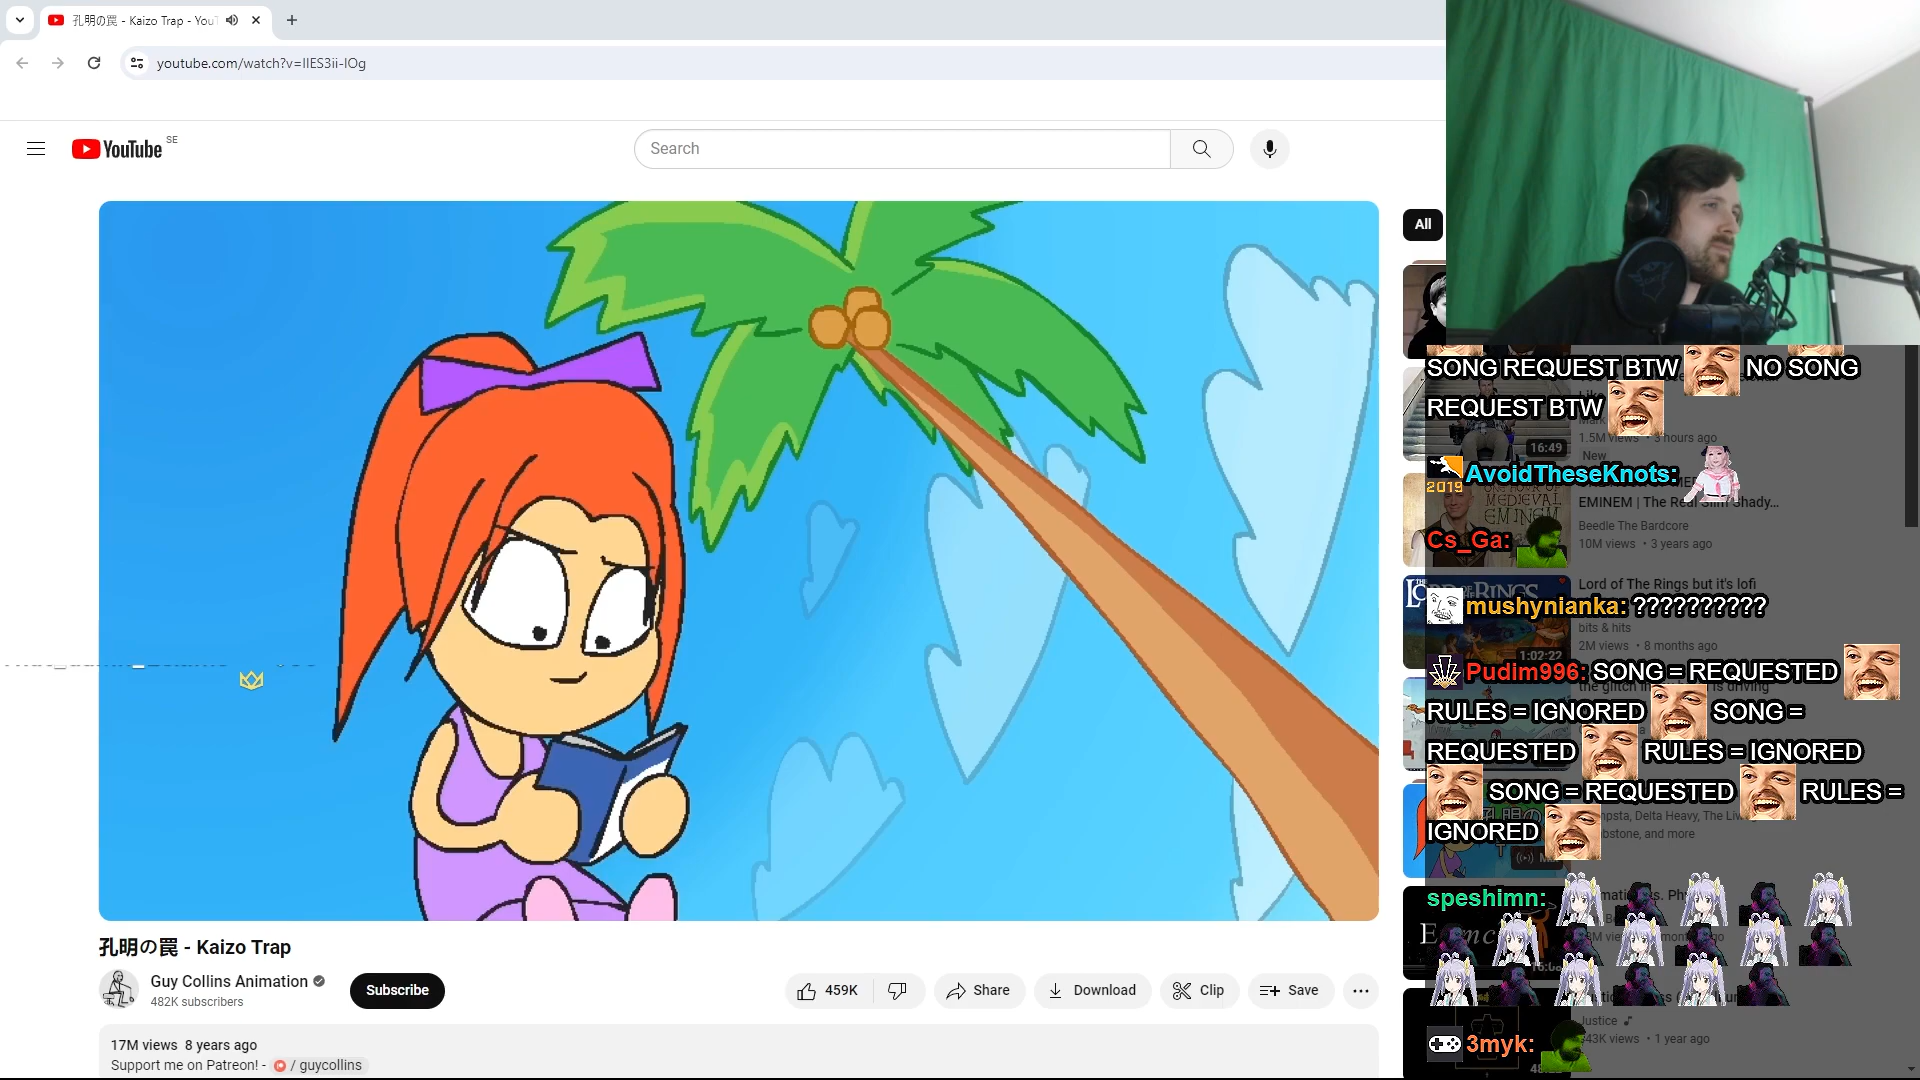 孔明の罠 - Kaizo Trap - You
youtube.com/watch?v=IIES3ii-IOg
YouTube SE
Search
All
SONG REQUEST BTW NO SONG
REQUEST BTW
1.5M views • 3 hours ago
16:49
New
2019 AvoidTheseKnots:
MEDIEVAL
EMINEM
EMINEM | The Real Slim Shady...
Beedle The Bardcore
10M views • 3 years ago
Cs_Ga:
Lord of The Rings but it's lofi
mushynianka: ??????????
bits & hits
2M views • 8 months ago
1:02:22
Pudim996: SONG = REQUESTED
RULES = IGNORED SONG =
REQUESTED RULES = IGNORED
SONG = REQUESTED RULES =
IGNORED
speshimn:
Justice
43K views • 1 year ago
3myk:
孔明の罠 - Kaizo Trap
Guy Collins Animation
482K subscribers
Subscribe
459K
Share
Download
Clip
Save
17M views 8 years ago
Support me on Patreon! - / guycollins